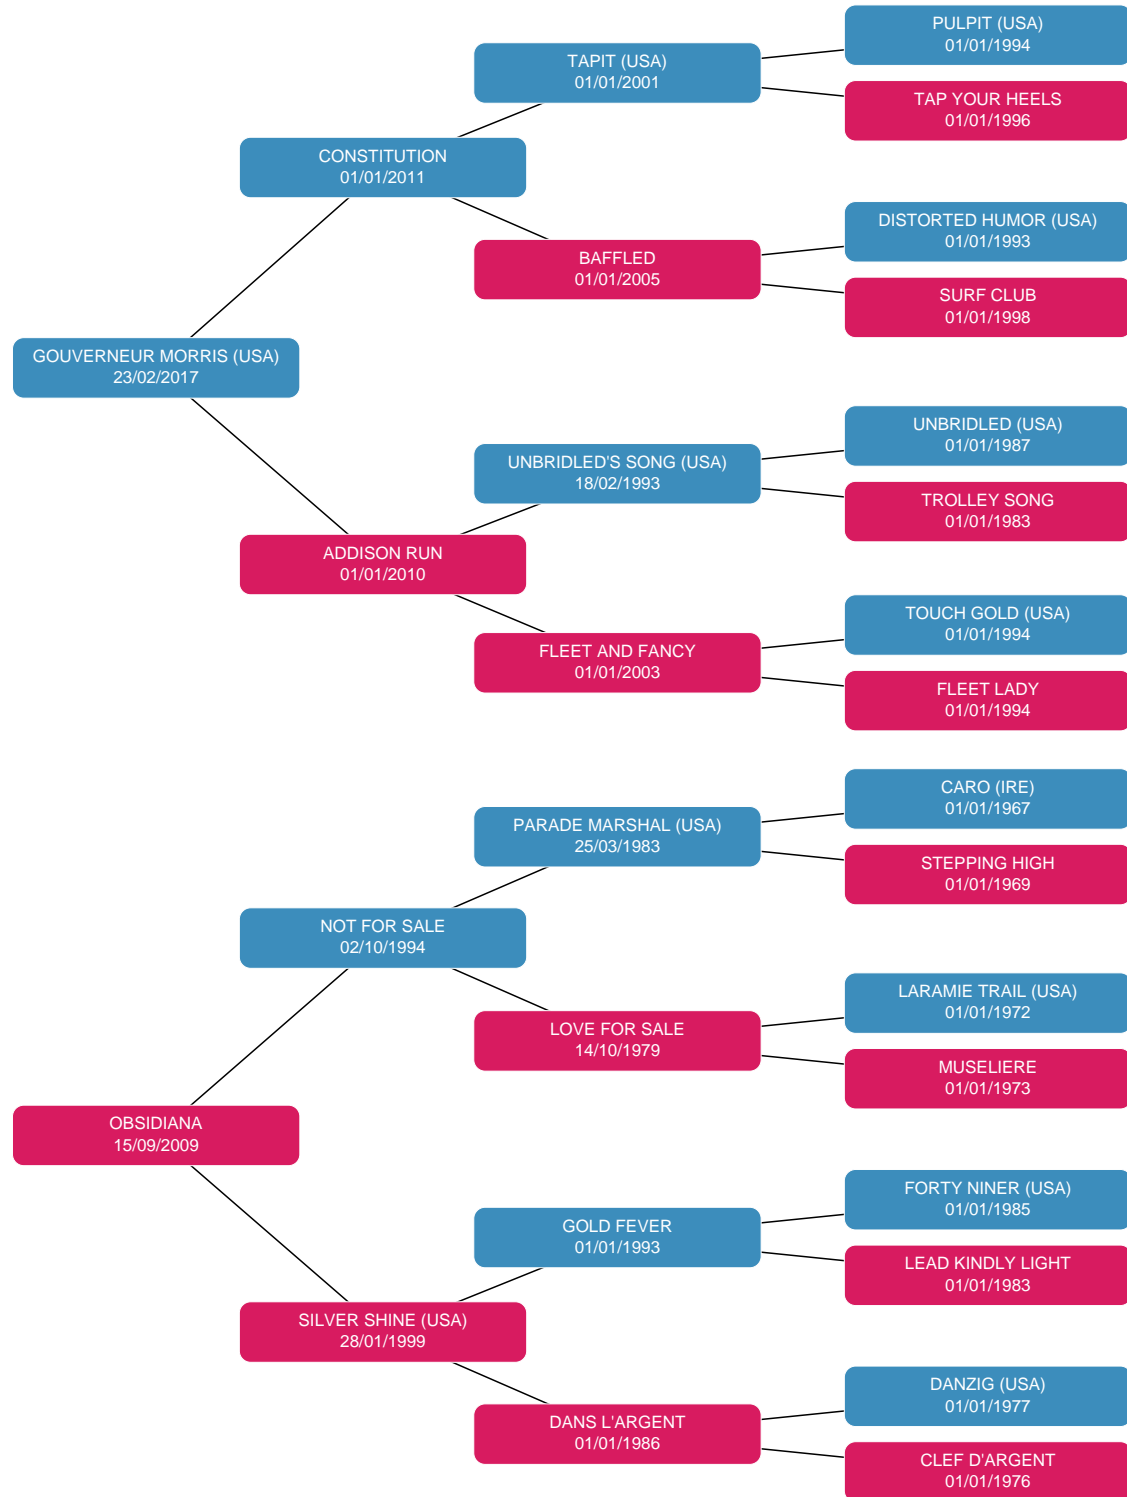 PULPIT (USA)
01/01/1994
TAPIT (USA)
01/01/2001
TAP YOUR HEELS
01/01/1996
CONSTITUTION
01/01/2011
DISTORTED HUMOR (USA)
01/01/1993
BAFFLED
01/01/2005
SURF CLUB
01/01/1998
GOUVERNEUR MORRIS (USA)
23/02/2017
UNBRIDLED (USA)
01/01/1987
UNBRIDLED'S SONG (USA)
18/02/1993
TROLLEY SONG
01/01/1983
ADDISON RUN
01/01/2010
TOUCH GOLD (USA)
01/01/1994
FLEET AND FANCY
01/01/2003
FLEET LADY
01/01/1994
CARO (IRE)
01/01/1967
PARADE MARSHAL (USA)
25/03/1983
STEPPING HIGH
01/01/1969
NOT FOR SALE
02/10/1994
LARAMIE TRAIL (USA)
01/01/1972
LOVE FOR SALE
14/10/1979
MUSELIERE
01/01/1973
OBSIDIANA
15/09/2009
FORTY NINER (USA)
01/01/1985
GOLD FEVER
01/01/1993
LEAD KINDLY LIGHT
01/01/1983
SILVER SHINE (USA)
28/01/1999
DANZIG (USA)
01/01/1977
DANS L'ARGENT
01/01/1986
CLEF D'ARGENT
01/01/1976